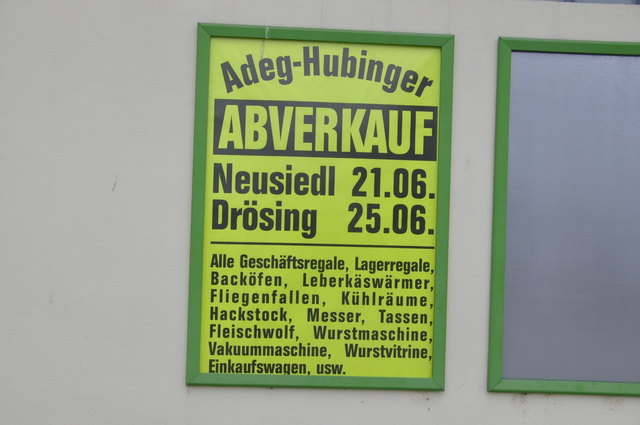 Adeg-Hubinger
ABVERKAUF
Neusiedl 21.06.
Drösing 25.06.
Alle Geschäftsregale, Lagerregale,
Backöfen, Leberkäswärmer,
Fliegenfallen, Kühlräume,
Hackstock, Messer, Tassen,
Fleischwolf, Wurstmaschine,
Vakuummaschine, Wurstvitrine,
Einkaufswagen, usw.